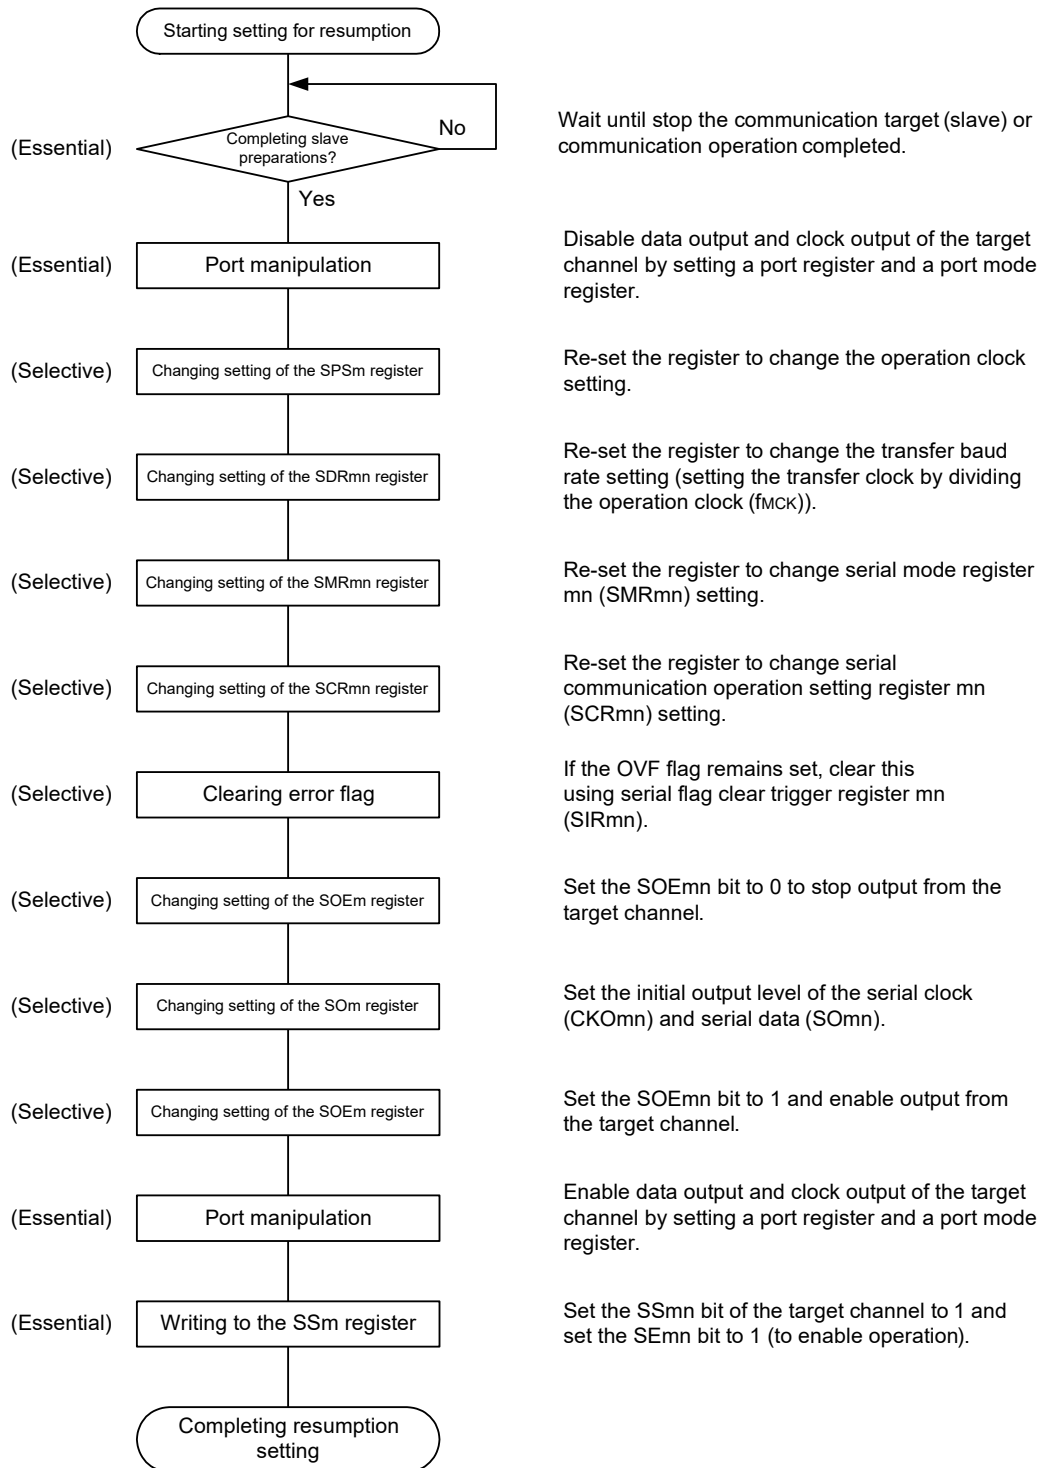 Starting setting for resumption
(Essential)
Completing slave
preparations?
No
Wait until stop the communication target (slave) or
communication operation completed.
Yes
(Essential)
Port manipulation
Disable data output and clock output of the target
channel by setting a port register and a port mode
register.
(Selective)
Changing setting of the SPSm register
Re-set the register to change the operation clock
setting.
(Selective)
Changing setting of the SDRmn register
Re-set the register to change the transfer baud
rate setting (setting the transfer clock by dividing
the operation clock (fMCK)).
(Selective)
Changing setting of the SMRmn register
Re-set the register to change serial mode register
mn (SMRmn) setting.
(Selective)
Changing setting of the SCRmn register
Re-set the register to change serial
communication operation setting register mn
(SCRmn) setting.
(Selective)
Clearing error flag
If the OVF flag remains set, clear this
using serial flag clear trigger register mn
(SIRmn).
(Selective)
Changing setting of the SOEm register
Set the SOEmn bit to 0 to stop output from the
target channel.
(Selective)
Changing setting of the SOm register
Set the initial output level of the serial clock
(CKOmn) and serial data (SOmn).
(Selective)
Changing setting of the SOEm register
Set the SOEmn bit to 1 and enable output from
the target channel.
(Essential)
Port manipulation
Enable data output and clock output of the target
channel by setting a port register and a port mode
register.
(Essential)
Writing to the SSm register
Set the SSmn bit of the target channel to 1 and
set the SEmn bit to 1 (to enable operation).
Completing resumption
setting